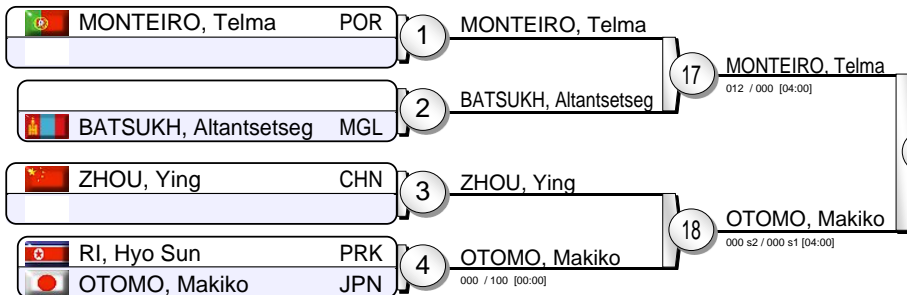 MONTEIRO, Telma POR
1
MONTEIRO, Telma
17
MONTEIRO, Telma
012 / 000 [04:00]
2
BATSUKH, Altantsetseg
BATSUKH, Altantsetseg MGL
ZHOU, Ying CHN
3
ZHOU, Ying
18
OTOMO, Makiko
000 s2 / 000 s1 [04:00]
RI, Hyo Sun PRK
4
OTOMO, Makiko
000 / 100 [00:00]
OTOMO, Makiko JPN